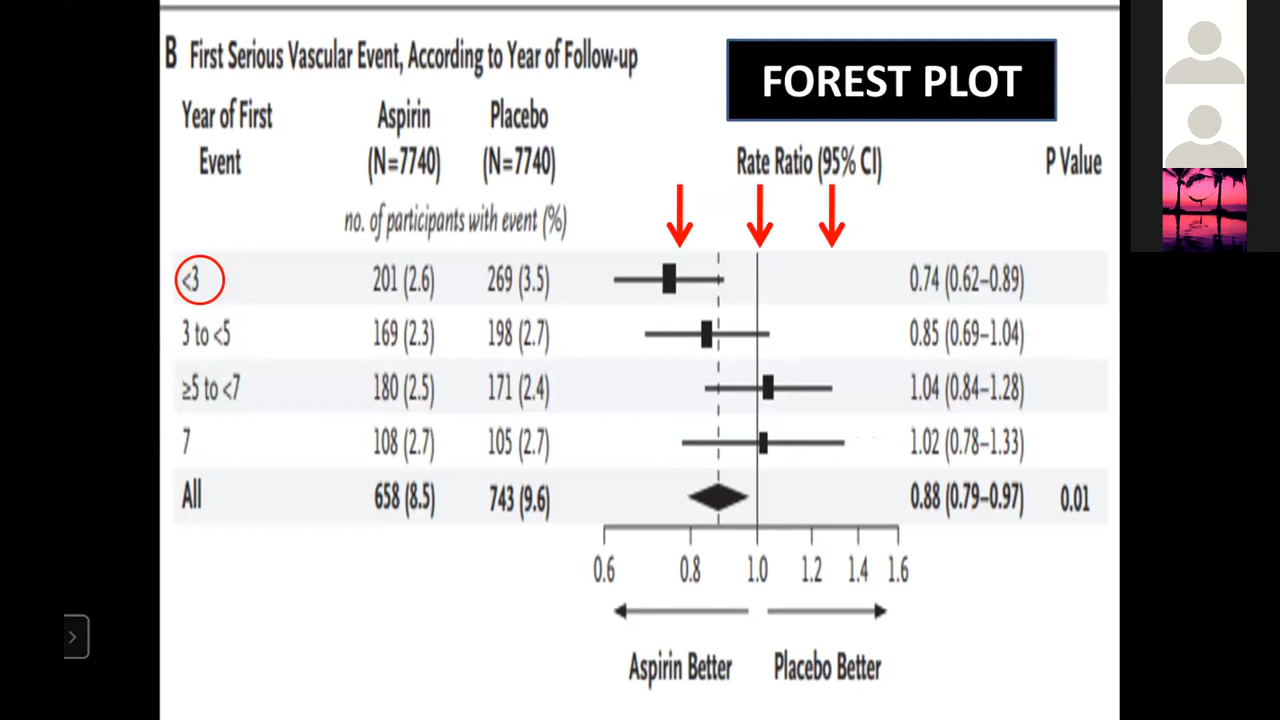 B First Serious Vascular Event, According to Year of Follow-up
FOREST PLOT
Year of First Event
Aspirin (N=7740)
Placebo (N=7740)
Rate Ratio (95% CI)
P Value
no. of participants with event (%)
<3 201 (2.6) 269 (3.5) 0.74 (0.62–0.89)
3 to <5 169 (2.3) 198 (2.7) 0.85 (0.69–1.04)
≥5 to <7 180 (2.5) 171 (2.4) 1.04 (0.84–1.28)
7 108 (2.7) 105 (2.7) 1.02 (0.78–1.33)
All 658 (8.5) 743 (9.6) 0.88 (0.79–0.97) 0.01
0.6 0.8 1.0 1.2 1.4 1.6
Aspirin Better Placebo Better